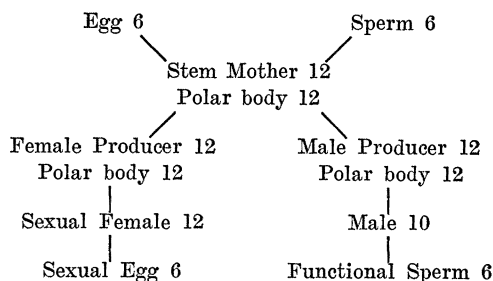 Egg 6 Sperm 6
Stem Mother 12
Polar body 12
Female Producer 12 Male Producer 12
Polar body 12 Polar body 12
Sexual Female 12 Male 10
Sexual Egg 6 Functional Sperm 6